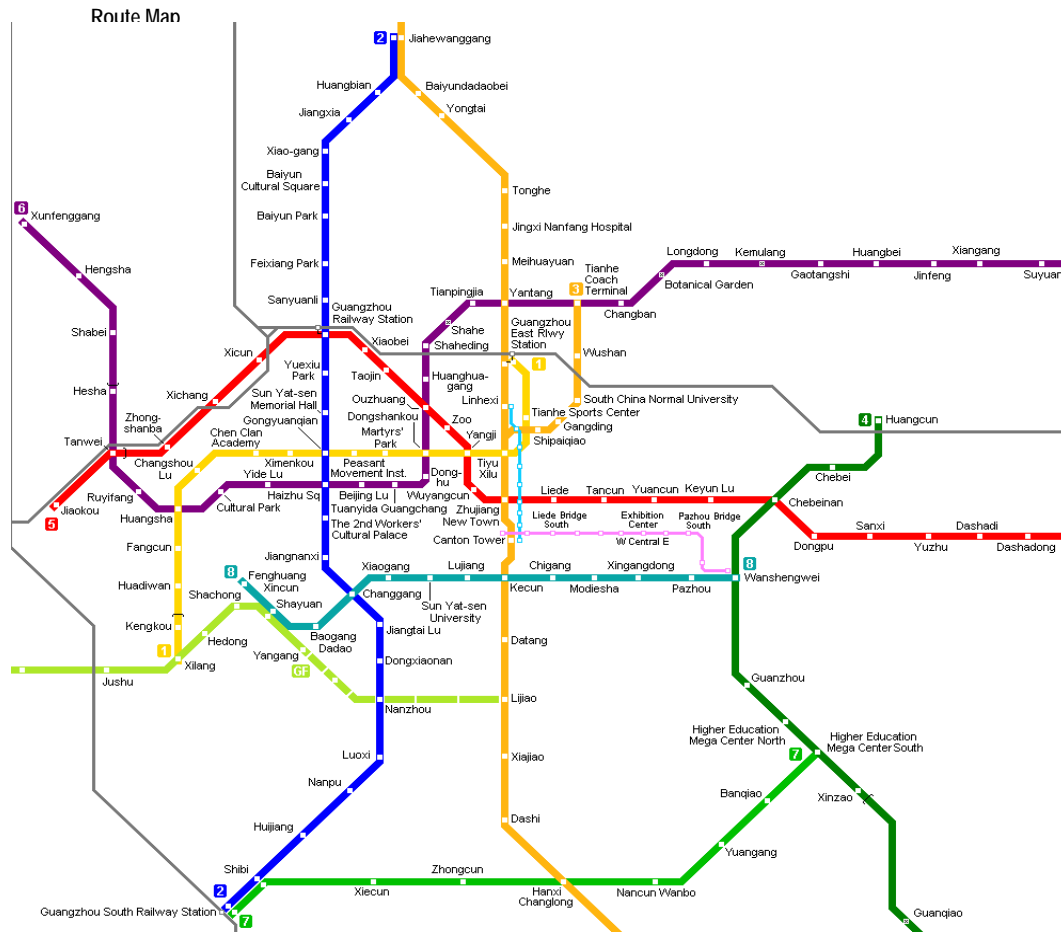 Route Map
2
Jiahewanggang
Huangbian
Baiyundadaobei
Jiangxia
Yongtai
Xiao-gang
Baiyun
Cultural Square
Tonghe
6
Xunfenggang
Baiyun Park
Jingxi Nanfang Hospital
Longdong
Kemulang
Huangbei
Xiangang
Hengsha
Feixiang Park
Meihuayuan
Tianhe
Coach
Terminal
Botanical Garden
Gaotangshi
Jinfeng
Suyuan
Sanyuanli
Tianpingjia
Yantang
3
Changban
Guangzhou
Railway Station
Shabei
Shahe
Guangzhou
East Rlwy
Station
Xiaobei
Shaheding
Xicun
Wushan
Yuexiu
Park
Taojin
1
Huanghua-
gang
Hesha
Xichang
Sun Yat-sen
Memorial Hall
Ouzhuang
Linhexi
South China Normal University
Zhong-
shanba
Gongyuanqian
Dongshankou
Zoo
Tianhe Sports Center
4
Huangcun
Tanwei
Chen Clan
Academy
Martyrs'
Park
Yangji
Gangding
Shipaiqiao
Changshou
Lu
Ximenkou
Peasant
Movement Inst.
Dong-
hu
Tiyu
Xilu
Chebei
Yide Lu
Ruyifang
Cultural Park
Haizhu Sq
Beijing Lu
Wuyangcun
Liede
Tancun
Yuancun
Keyun Lu
Chebeinan
5
Jiaokou
Huangsha
Tuanyida Guangchang
Zhujiang
New Town
Liede Bridge
South
Exhibition
Center
Pazhou Bridge
South
The 2nd Workers'
Cultural Palace
Sanxi
Dashadi
Fangcun
Canton Tower
W Central E
Dongpu
Yuzhu
Dashadong
Jiangnanxi
8
Fenghuang
Xincun
Xiaogang
Lujiang
Chigang
Xingangdong
8
Huadiwan
Shachong
Changgang
Sun Yat-sen
University
Kecun
Modiesha
Pazhou
Wanshengwei
Shayuan
Kengkou
Baogang
Dadao
Jiangtai Lu
Hedong
Datang
1
Xilang
Yangang
Dongxiaonan
Jushu
GF
Guanzhou
Nanzhou
Lijiao
Higher Education
Mega Center North
Higher Education
Mega Center South
Luoxi
Xiajiao
7
Nanpu
Banqiao
Xinzao
Huijiang
Dashi
Yuangang
Shibi
Zhongcun
2
Xiecun
Hanxi
Changlong
Nancun Wanbo
Guangzhou South Railway Station
7
Guanqiao